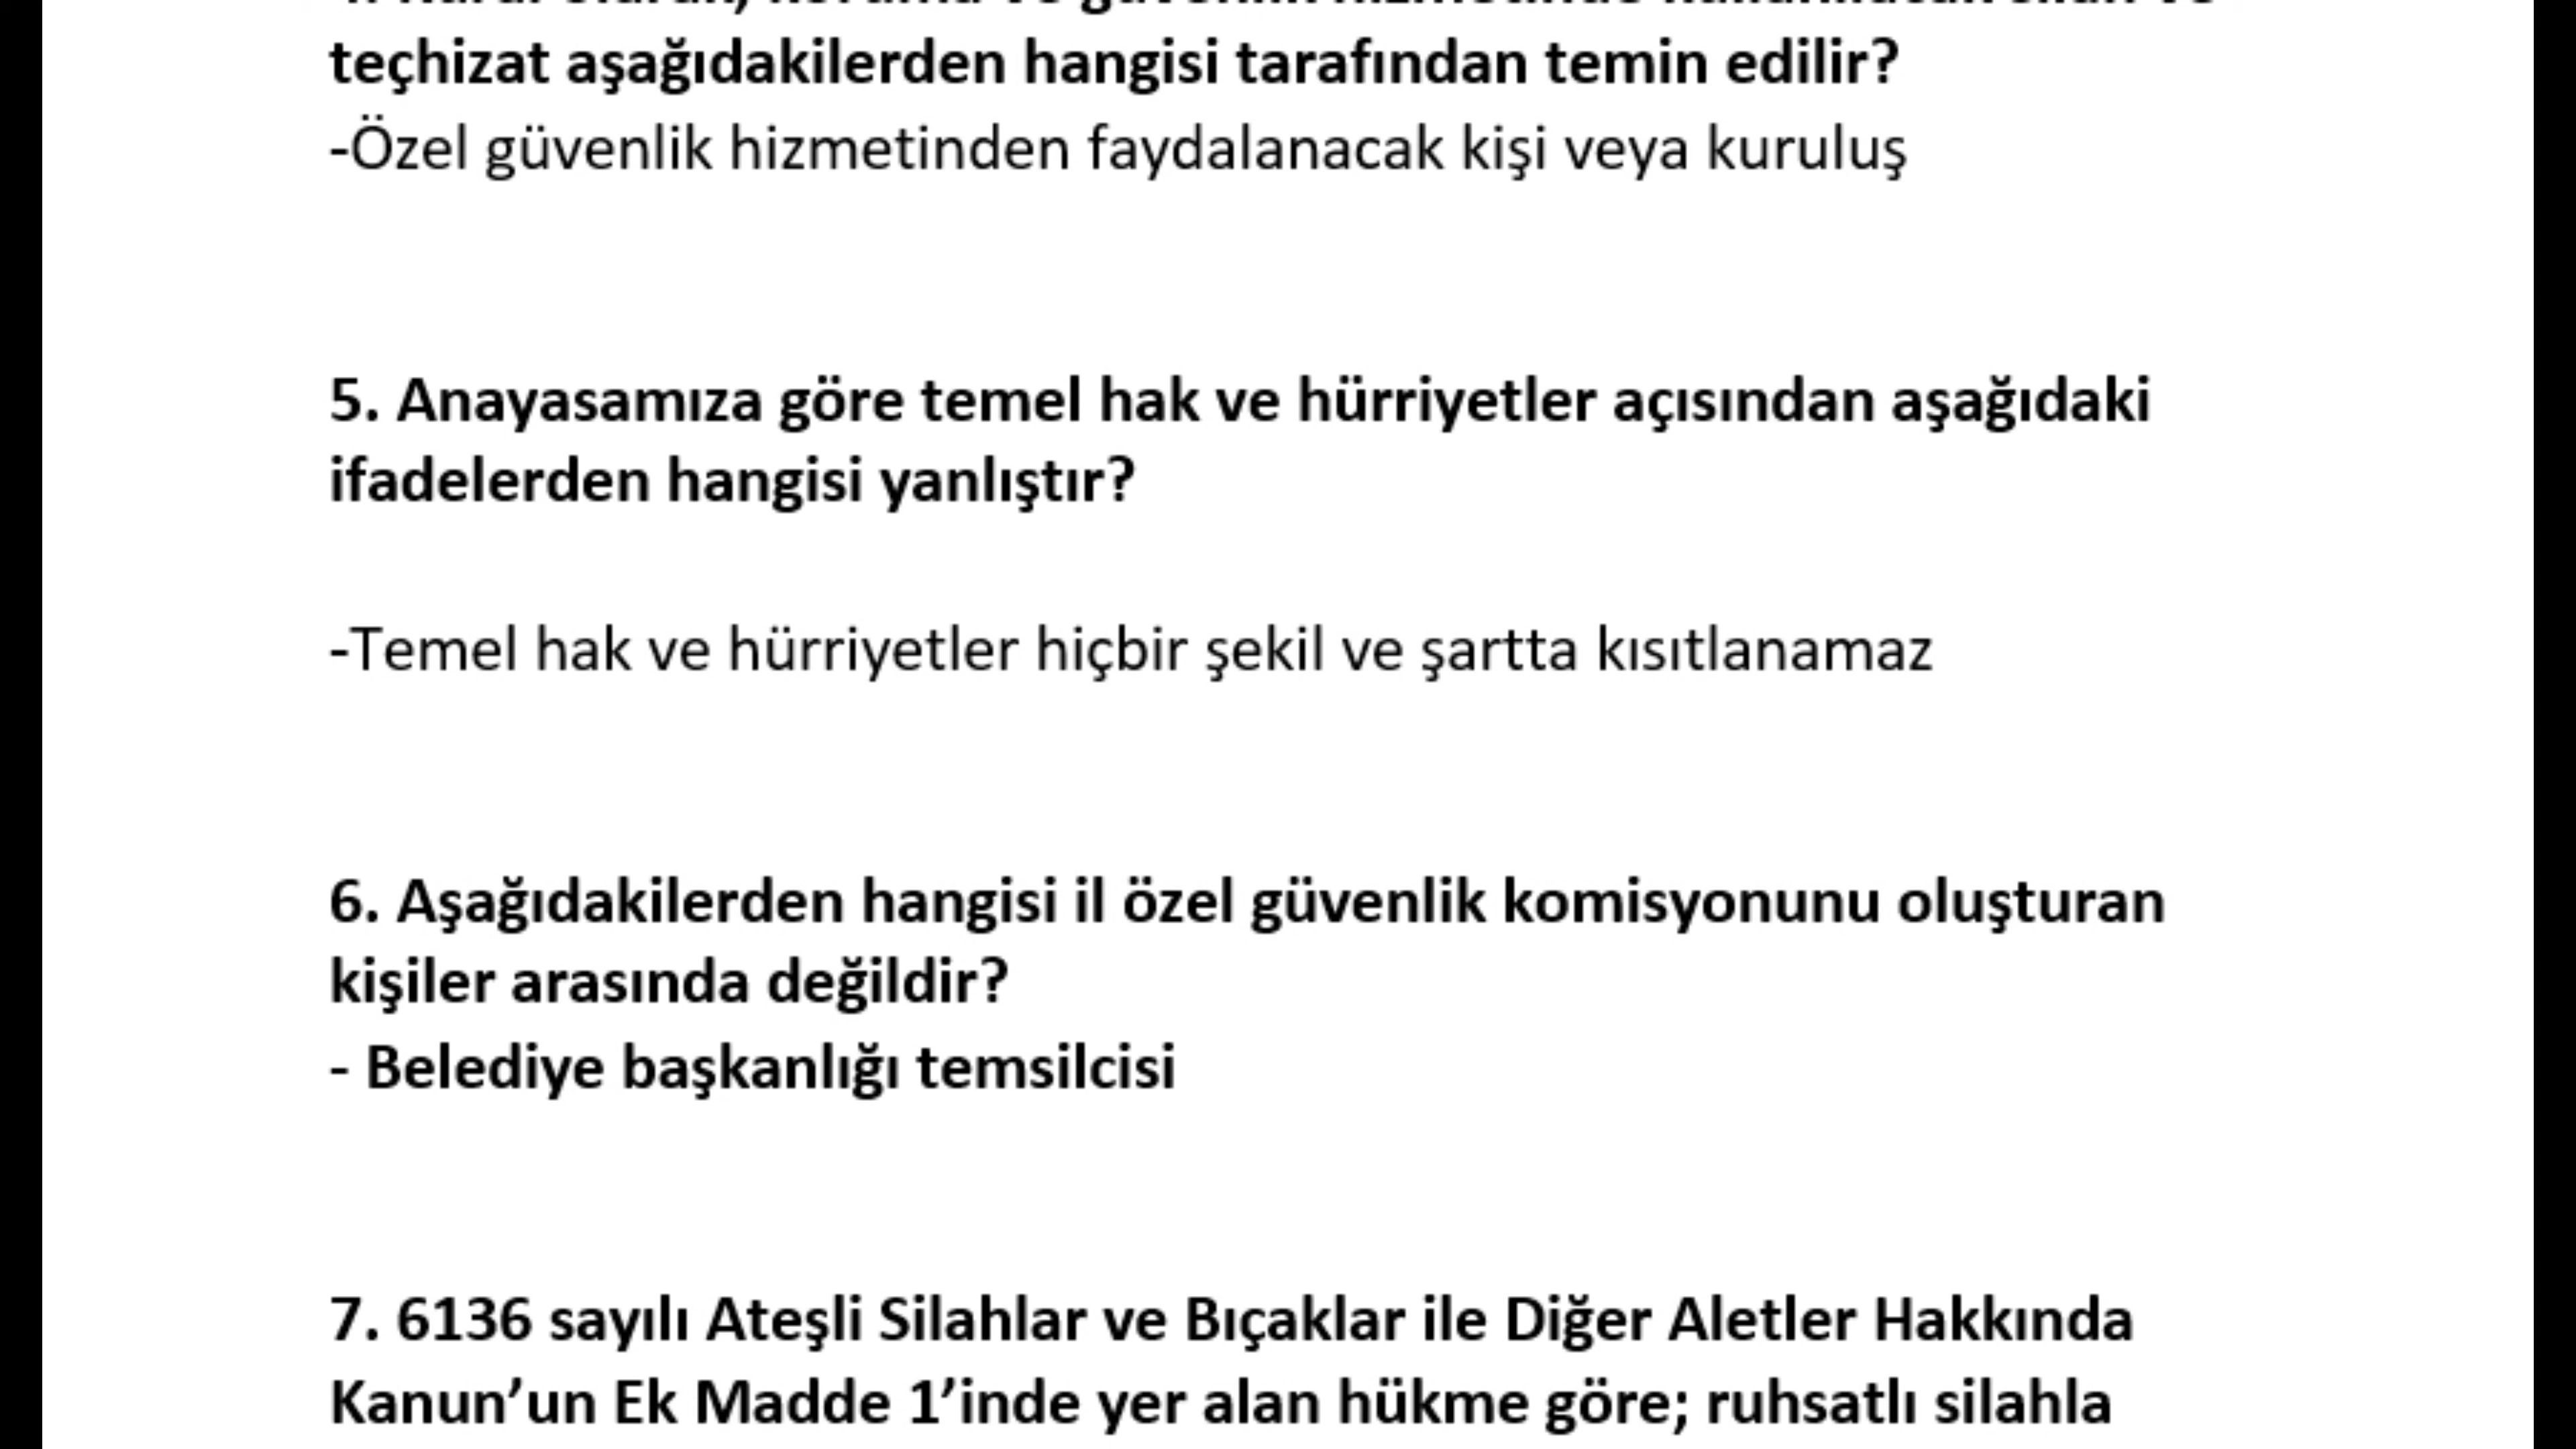 teçhizat aşağıdakilerden hangisi tarafından temin edilir?
-Özel güvenlik hizmetinden faydalanacak kişi veya kuruluş
5. Anayasamıza göre temel hak ve hürriyetler açısından aşağıdaki
ifadelerden hangisi yanlıştır?
-Temel hak ve hürriyetler hiçbir şekil ve şartta kısıtlanamaz
6. Aşağıdakilerden hangisi il özel güvenlik komisyonunu oluşturan
kişiler arasında değildir?
- Belediye başkanlığı temsilcisi
7. 6136 sayılı Ateşli Silahlar ve Bıçaklar ile Diğer Aletler Hakkında
Kanun’un Ek Madde 1’inde yer alan hükme göre; ruhsatlı silahla